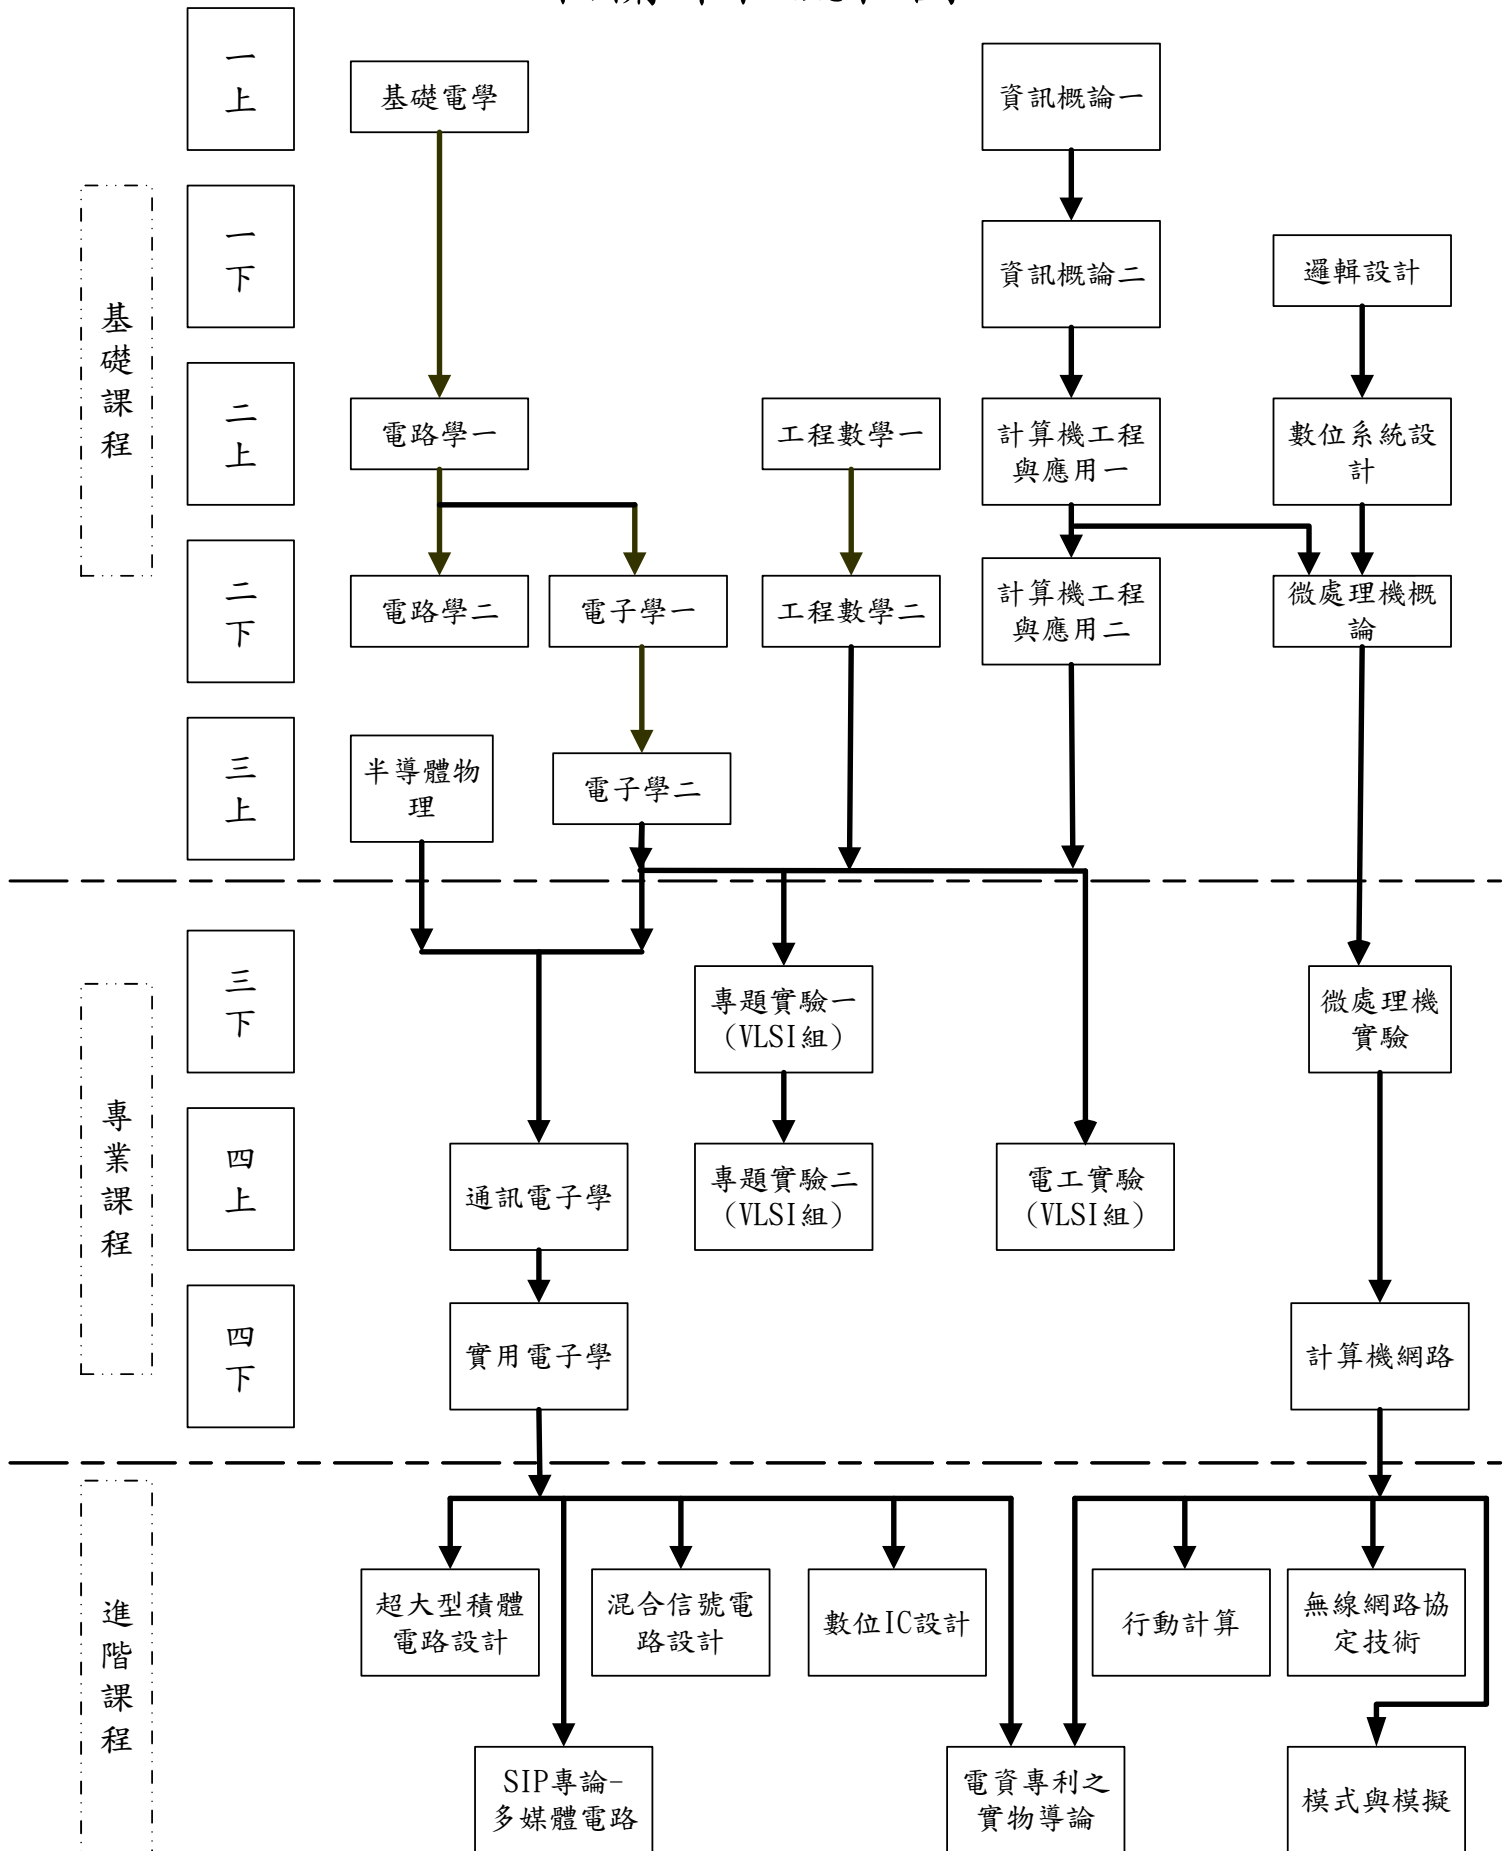 一
上
基礎電學
資訊概論一
一
下
資訊概論二
邏輯設計
基
礎
課
程
二
上
電路學一
工程數學一
計算機工程
與應用一
數位系統設
計
二
下
電路學二
電子學一
工程數學二
計算機工程
與應用二
微處理機概
論
三
上
半導體物
理
電子學二
專
業
課
程
三
下
專題實驗一
(VLSI組)
微處理機
實驗
四
上
通訊電子學
專題實驗二
(VLSI組)
電工實驗
(VLSI組)
四
下
實用電子學
計算機網路
進
階
課
程
超大型積體
電路設計
混合信號電
路設計
數位IC設計
行動計算
無線網路協
定技術
SIP專論-
多媒體電路
電資專利之
實物導論
模式與模擬